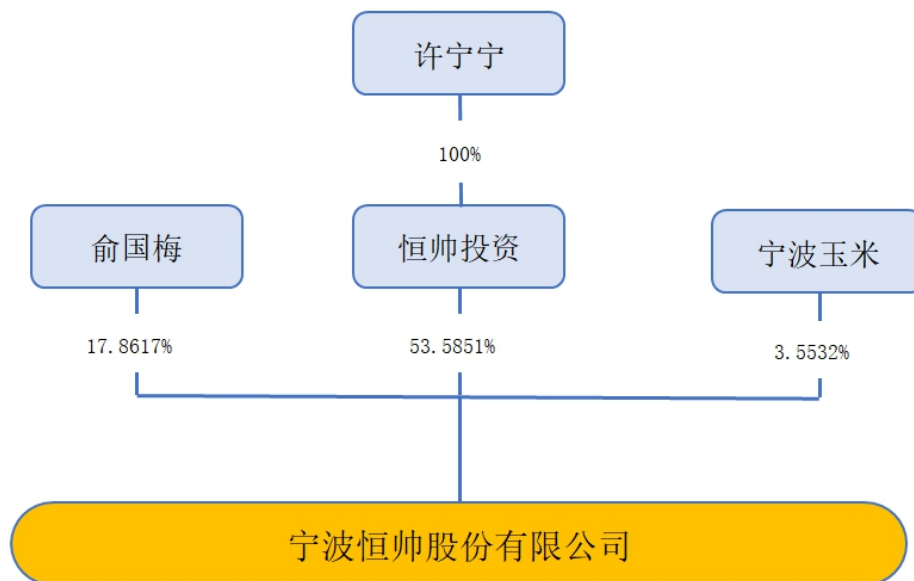 许宁宁
100%
俞国梅
恒帅投资
宁波玉米
17.8617%
53.5851%
3.5532%
宁波恒帅股份有限公司